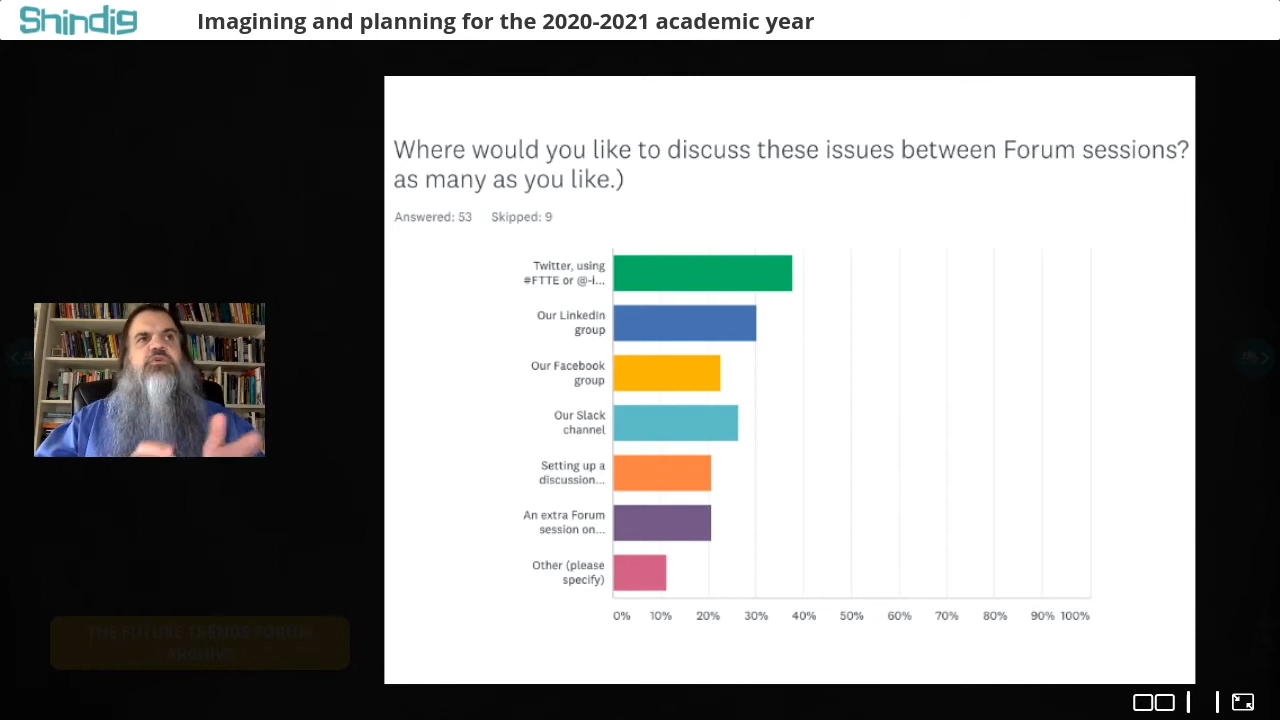 Shindig
Imagining and planning for the 2020-2021 academic year
Where would you like to discuss these issues between Forum sessions?
as many as you like.)
Answered: 53 Skipped: 9
Twitter, using
#FTTE or @-i...
Our LinkedIn
group
Our Facebook
group
Our Slack
channel
Setting up a
discussion...
An extra Forum
session on...
Other (please
specify)
0% 10% 20% 30% 40% 50% 60% 70% 80% 90% 100%
THE FUTURE TRENDS FORUM
ARCHIVE